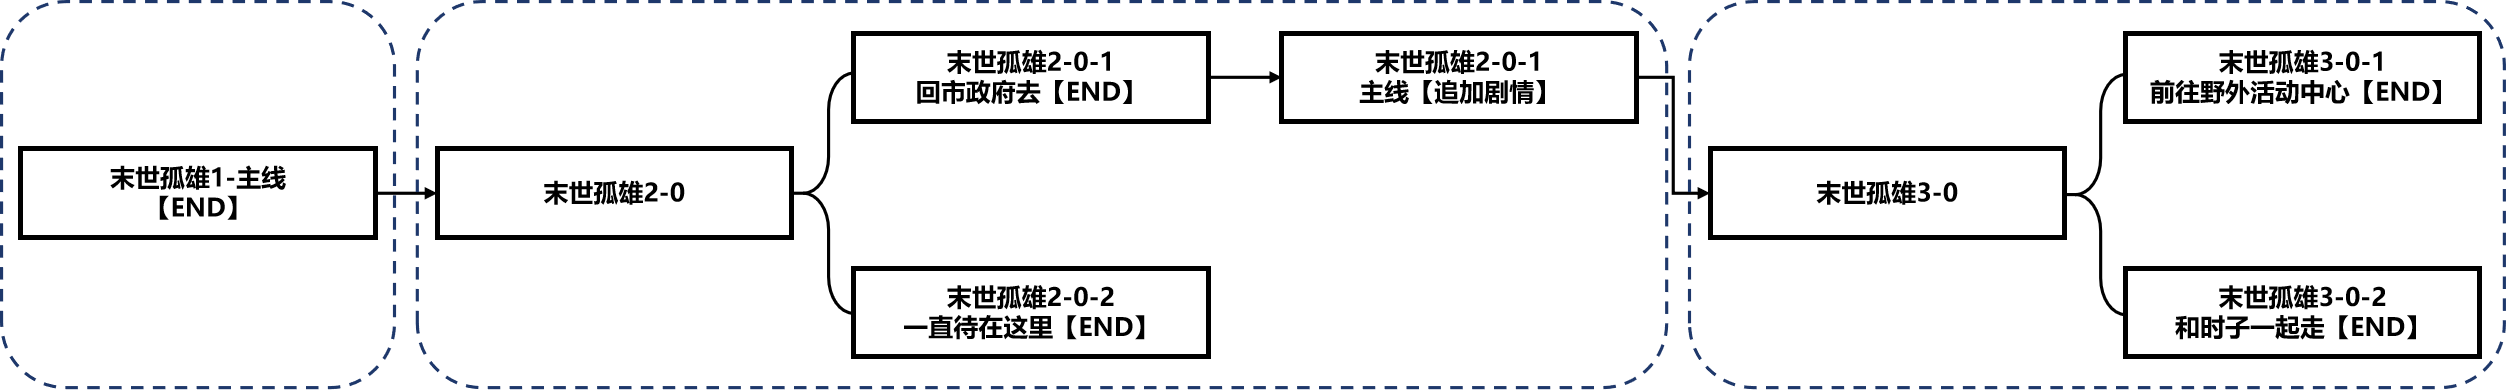 末世孤雄1-主线
【END】
末世孤雄2-0
末世孤雄2-0-1
回市政府去【END】
末世孤雄2-0-1
主线【追加剧情】
末世孤雄2-0-2
一直待在这里【END】
末世孤雄3-0
末世孤雄3-0-1
前往野外活动中心【END】
末世孤雄3-0-2
和时子一起走【END】